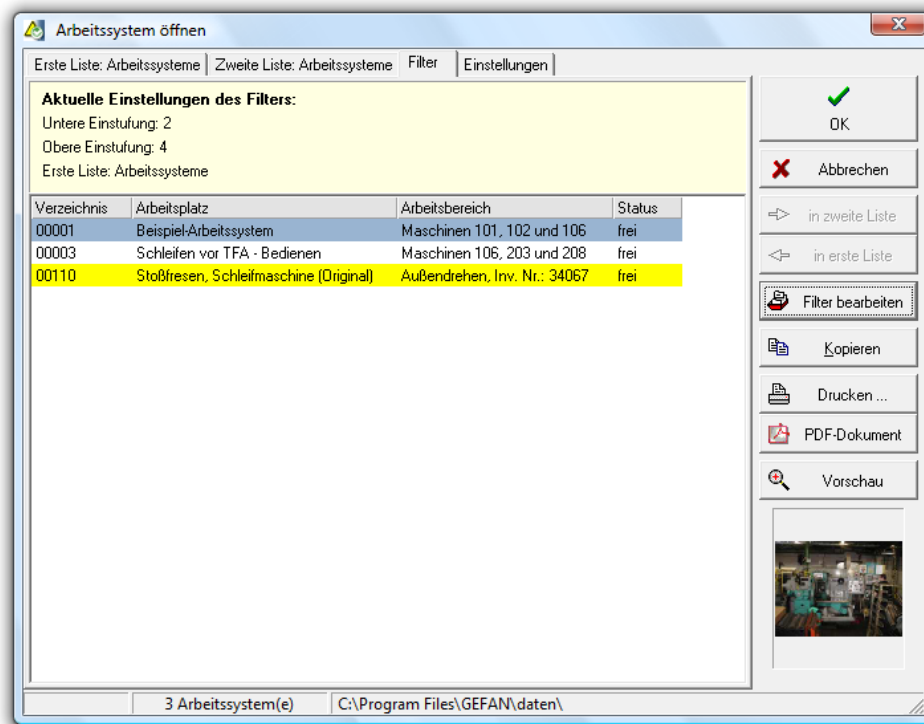 Arbeitssystem öffnen
Erste Liste: Arbeitssysteme Zweite Liste: Arbeitssysteme Filter Einstellungen
Aktuelle Einstellungen des Filters:
Untere Einstufung: 2
Obere Einstufung: 4
Erste Liste: Arbeitssysteme
Verzeichnis Arbeitsplatz Arbeitsbereich Status
00001 Beispiel-Arbeitssystem Maschinen 101, 102 und 106 frei
00003 Schleifen vor TFA - Bedienen Maschinen 106, 203 und 208 frei
00110 Stoßfresen, Schleifmaschine (Original) Außendrehen, Inv. Nr.: 34067 frei
OK
Abbrechen
in zweite Liste
in erste Liste
Filter bearbeiten
Kopieren
Drucken ...
PDF-Dokument
Vorschau
3 Arbeitssystem(e) C:\Program Files\GEFAN\daten\